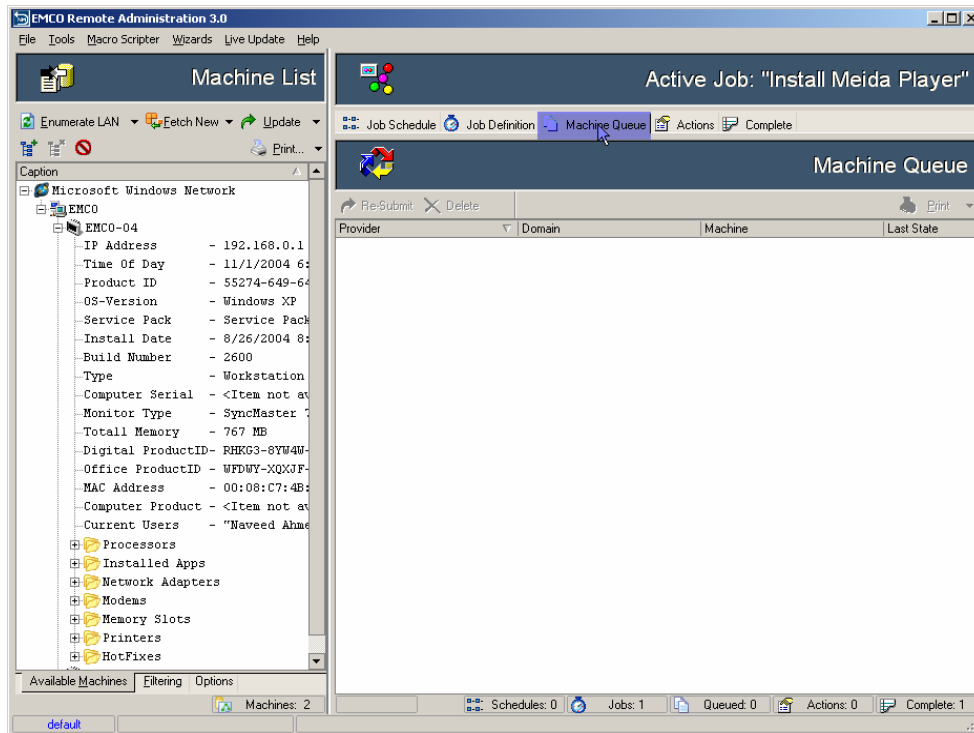 EMCO Remote Administration 3.0
File Tools Macro Scripter Wizards Live Update Help
Machine List
Active Job: "Install Meida Player"
Enumerate LAN Fetch New Update
Job Schedule Job Definition Machine Queue Actions Complete
Print...
Machine Queue
Caption
Microsoft Windows Network
EMCO
EMCO-04
IP Address - 192.168.0.1
Time Of Day - 11/1/2004 6:
Product ID - 55274-649-64
OS-Version - Windows XP
Service Pack - Service Pack
Install Date - 8/26/2004 8:
Build Number - 2600
Type - Workstation
Computer Serial - <Item not av
Monitor Type - SyncMaster 7
Totall Memory - 767 MB
Digital ProductID- RHKG3-8YW4W-
Office ProductID - WFDWY-XQXJF-
MAC Address - 00:08:C7:4B:
Computer Product - <Item not av
Current Users - "Naveed Ahme
Processors
Installed Apps
Network Adapters
Modems
Memory Slots
Printers
HotFixes
Re-Submit Delete Print
Provider Domain Machine Last State
Available Machines Filtering Options
Machines: 2
Schedules: 0 Jobs: 1 Queued: 0 Actions: 0 Complete: 1
default